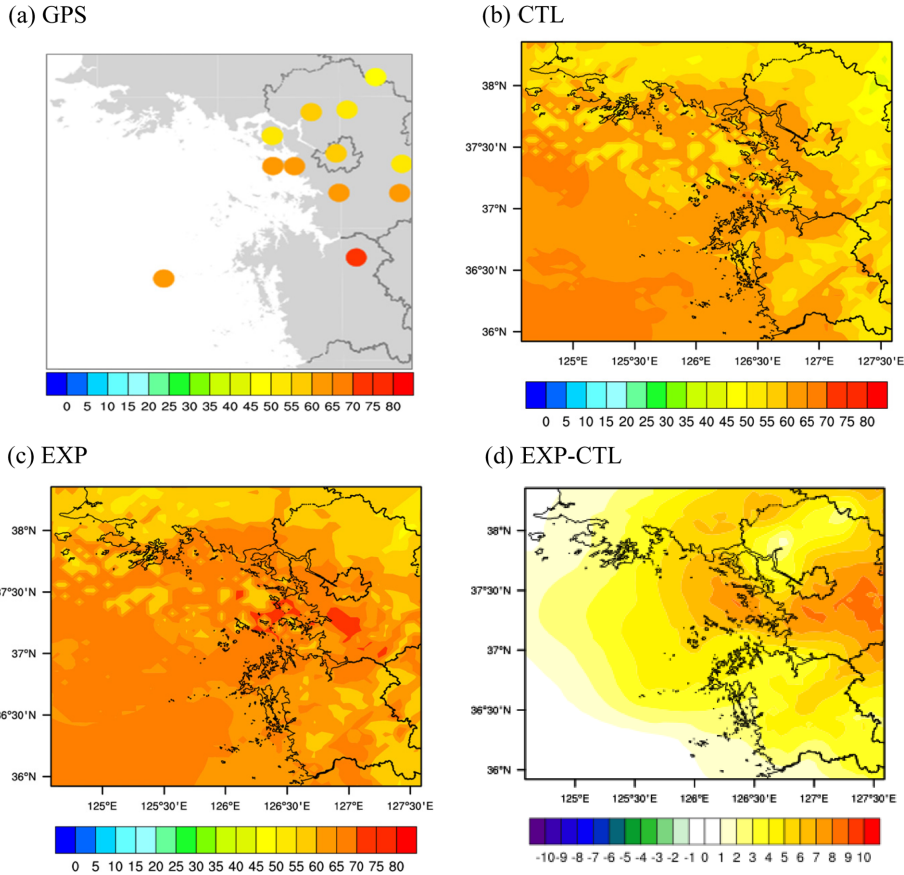 (a) GPS
(b) CTL
38°N
37°30'N
37°N
36°30'N
36°N
125°E
125°30'E
126°E
126°30'E
127°E
127°30'E
0 5 10 15 20 25 30 35 40 45 50 55 60 65 70 75 80
0 5 10 15 20 25 30 35 40 45 50 55 60 65 70 75 80
(c) EXP
(d) EXP-CTL
38°N
37°30'N
37°N
36°30'N
36°N
125°E
125°30'E
126°E
126°30'E
127°E
127°30'E
38°N
37°30'N
37°N
36°30'N
36°N
125°E
125°30'E
126°E
126°30'E
127°E
127°30'E
0 5 10 15 20 25 30 35 40 45 50 55 60 65 70 75 80
-10 -9 -8 -7 -6 -5 -4 -3 -2 -1 0 1 2 3 4 5 6 7 8 9 10